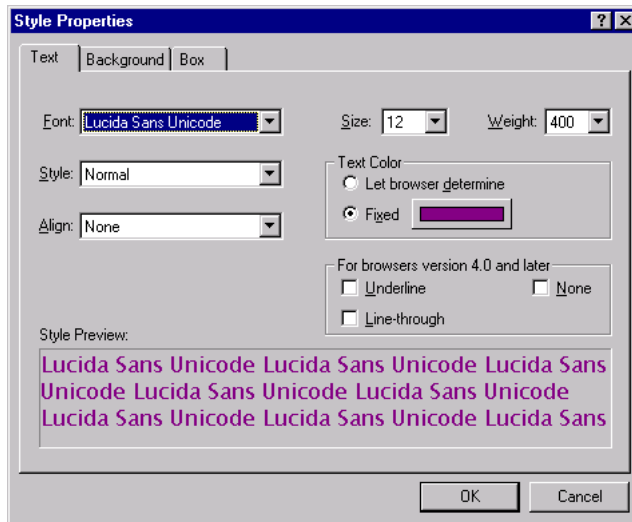 Style Properties
Text Background Box
Font: Lucida Sans Unicode Size: 12 Weight: 400
Style: Normal
Text Color
Let browser determine
Fixed
Align: None
For browsers version 4.0 and later
Underline None
Line-through
Style Preview:
Lucida Sans Unicode Lucida Sans Unicode Lucida Sans
Unicode Lucida Sans Unicode Lucida Sans Unicode
Lucida Sans Unicode Lucida Sans Unicode Lucida Sans
OK Cancel